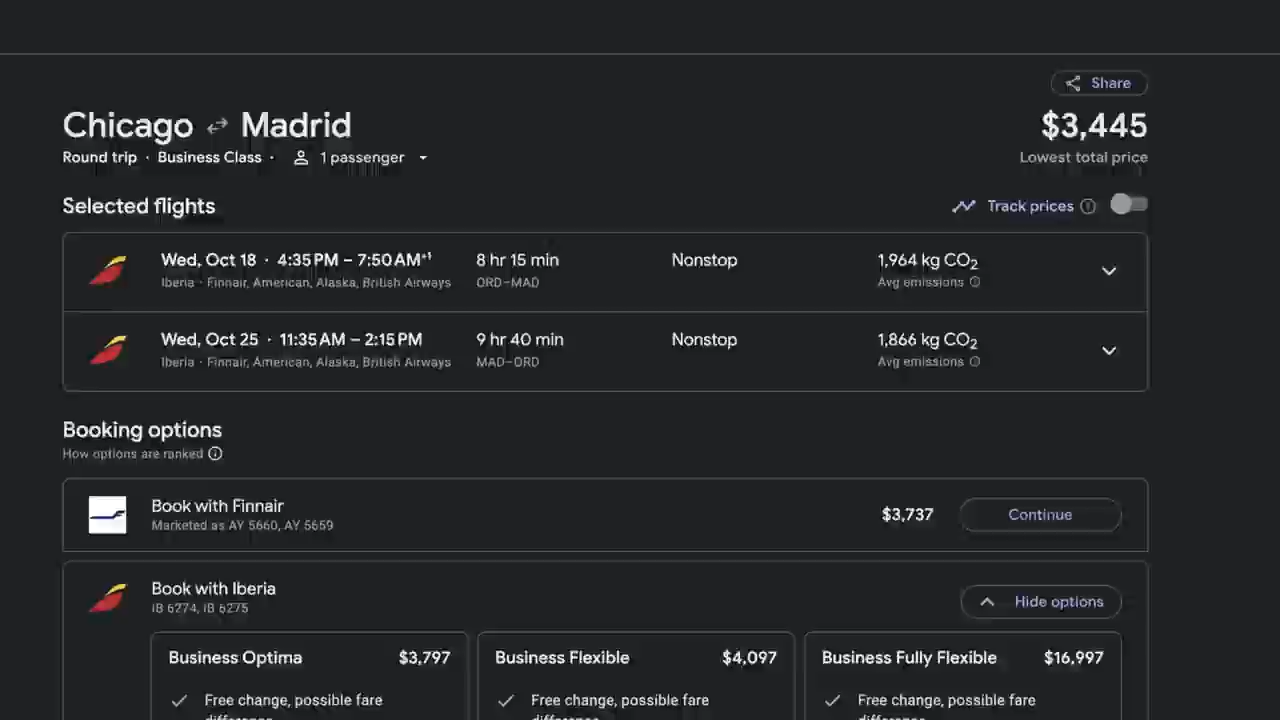 Share
Chicago Madrid
$3,445
Round trip · Business Class · 1 passenger
Lowest total price
Selected flights
Track prices
Wed, Oct 18 · 4:35 PM – 7:50 AM+1
8 hr 15 min
Nonstop
1,964 kg CO2
Iberia · Finnair, American, Alaska, British Airways
ORD–MAD
Avg emissions
Wed, Oct 25 · 11:35 AM – 2:15 PM
9 hr 40 min
Nonstop
1,866 kg CO2
Iberia · Finnair, American, Alaska, British Airways
MAD–ORD
Avg emissions
Booking options
How options are ranked
Book with Finnair
Marketed as AY 5660, AY 5659
$3,737
Continue
Book with Iberia
IB 6274, IB 6275
Hide options
Business Optima $3,797
Business Flexible $4,097
Business Fully Flexible $16,997
Free change, possible fare
Free change, possible fare
Free change, possible fare